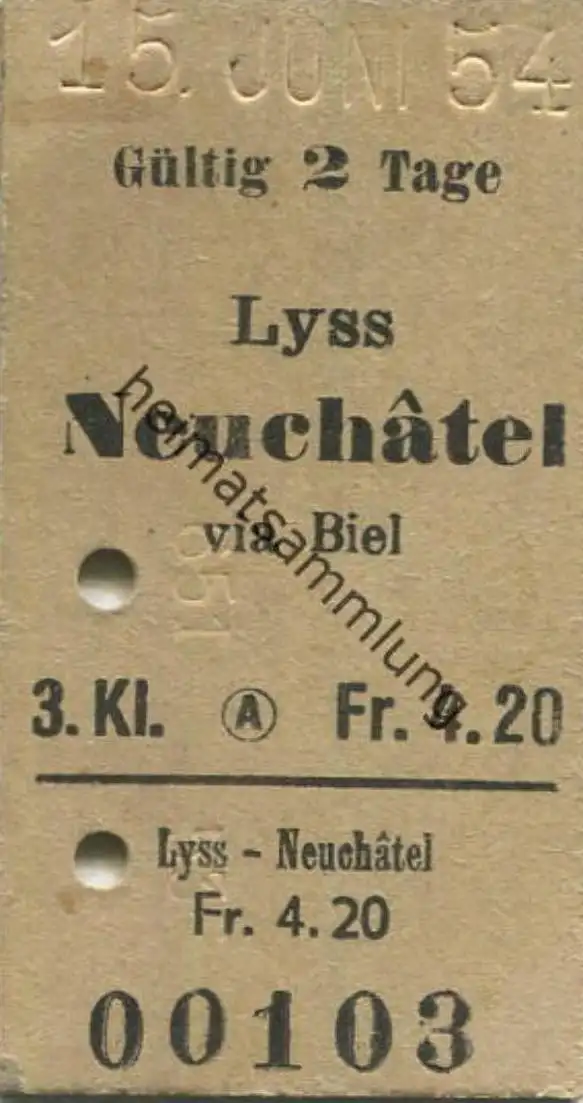 15. JUNI 54
Gültig 2 Tage
Lyss
Neuchâtel
via Biel
3. Kl. A Fr. 4.20
Lyss - Neuchâtel
Fr. 4.20
00103
heimatsammlung